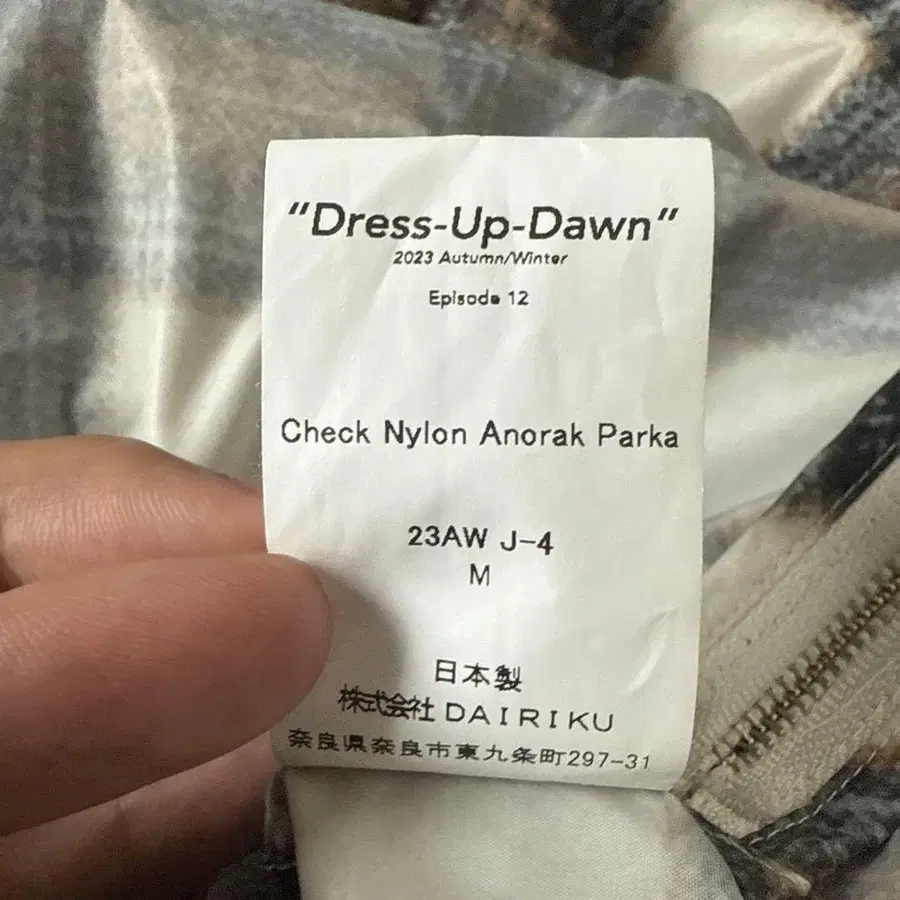 “Dress-Up-Dawn”
2023 Autumn/Winter
Episode 12
Check Nylon Anorak Parka
23AW J-4
M
日本製
株式会社 DAIRIKU
奈良県奈良市東九条町297-31